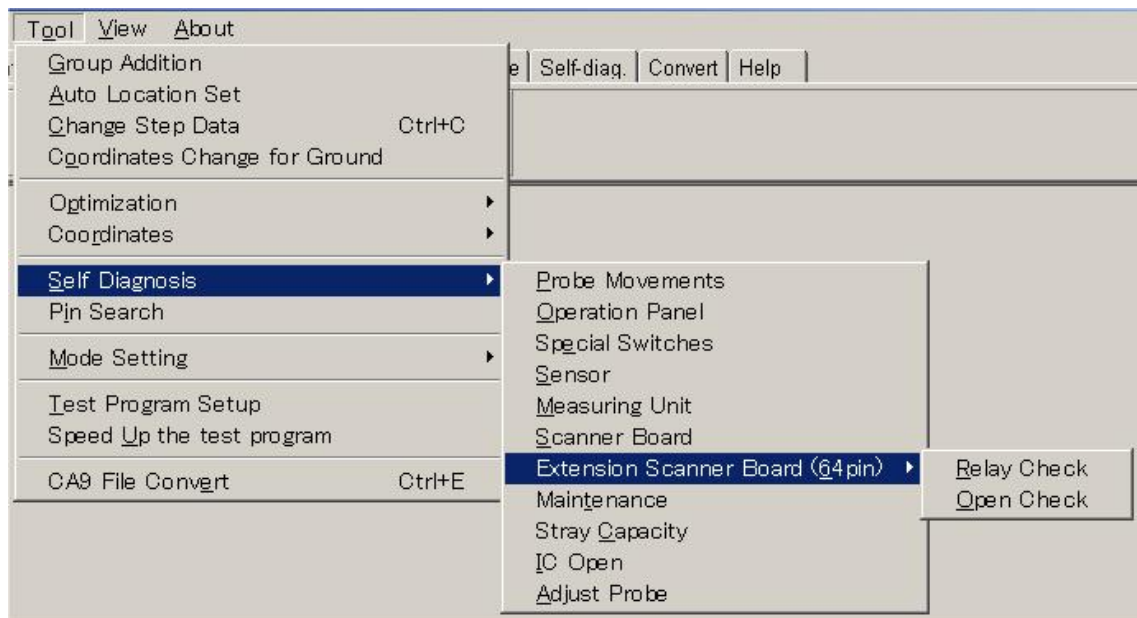 Tool View About
e Self-diag. Convert Help
Group Addition
Auto Location Set
Change Step Data Ctrl+C
Coordinates Change for Ground
Optimization
Coordinates
Self Diagnosis
Pin Search
Mode Setting
Test Program Setup
Speed Up the test program
CA9 File Convert Ctrl+E
Probe Movements
Operation Panel
Special Switches
Sensor
Measuring Unit
Scanner Board
Extension Scanner Board (64pin)
Maintenance
Stray Capacity
IC Open
Adjust Probe
Relay Check
Open Check